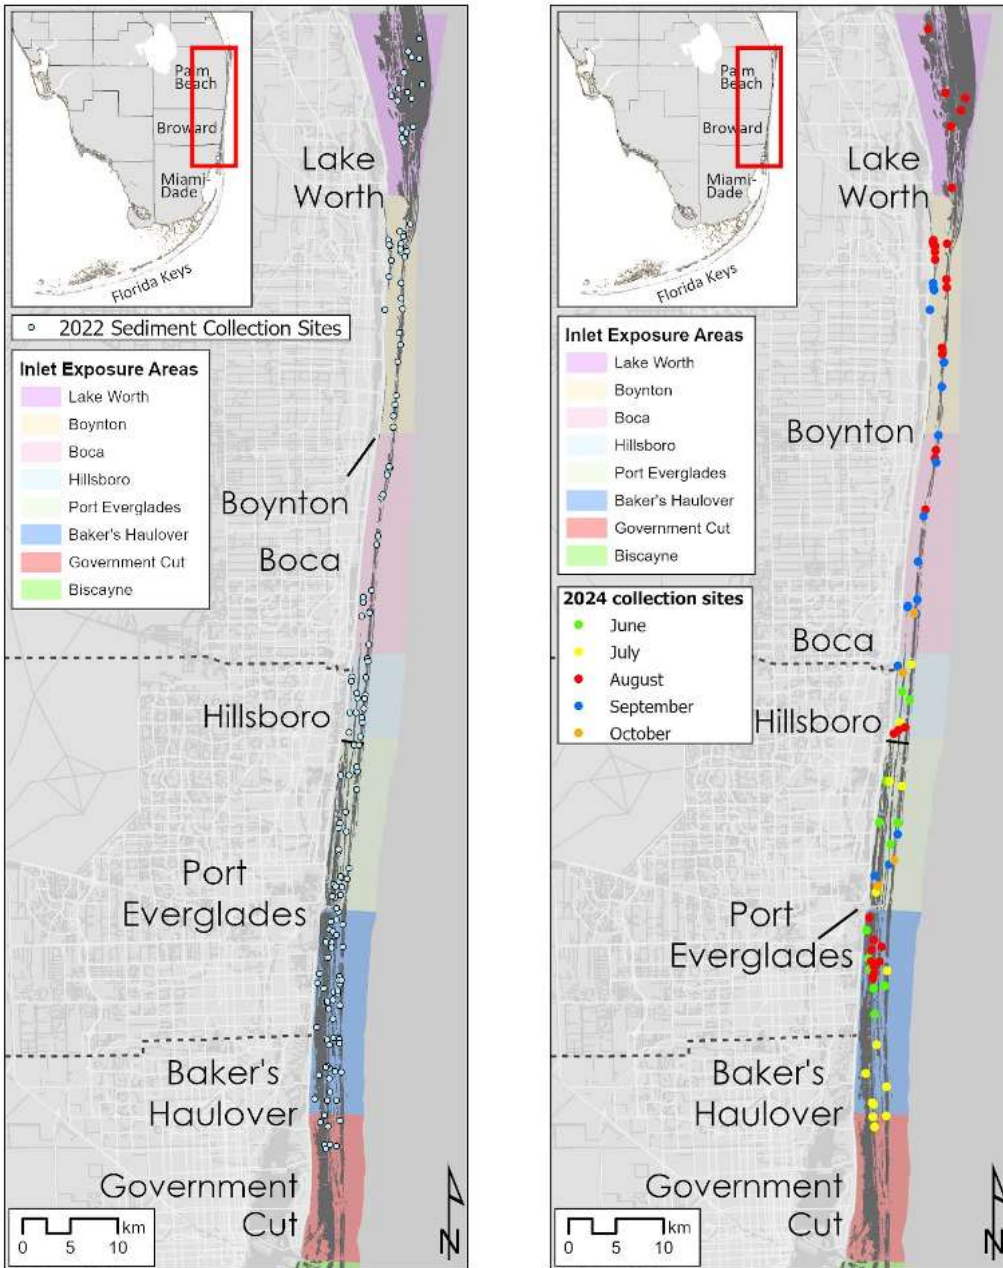 Palm
Beach
Broward
Miami-
Dade
Florida Keys
2022 Sediment Collection Sites
Inlet Exposure Areas
Lake Worth
Boynton
Boca
Hillsboro
Port Everglades
Baker's Haulover
Government Cut
Biscayne
Lake
Worth
Boynton
Boca
Hillsboro
Port
Everglades
Baker's
Haulover
Government
Cut
km
0 5 10
N
Palm
Beach
Broward
Miami-
Dade
Florida Keys
Inlet Exposure Areas
Lake Worth
Boynton
Boca
Hillsboro
Port Everglades
Baker's Haulover
Government Cut
Biscayne
2024 collection sites
June
July
August
September
October
Lake
Worth
Boynton
Boca
Hillsboro
Port
Everglades
Baker's
Haulover
Government
Cut
km
0 5 10
N